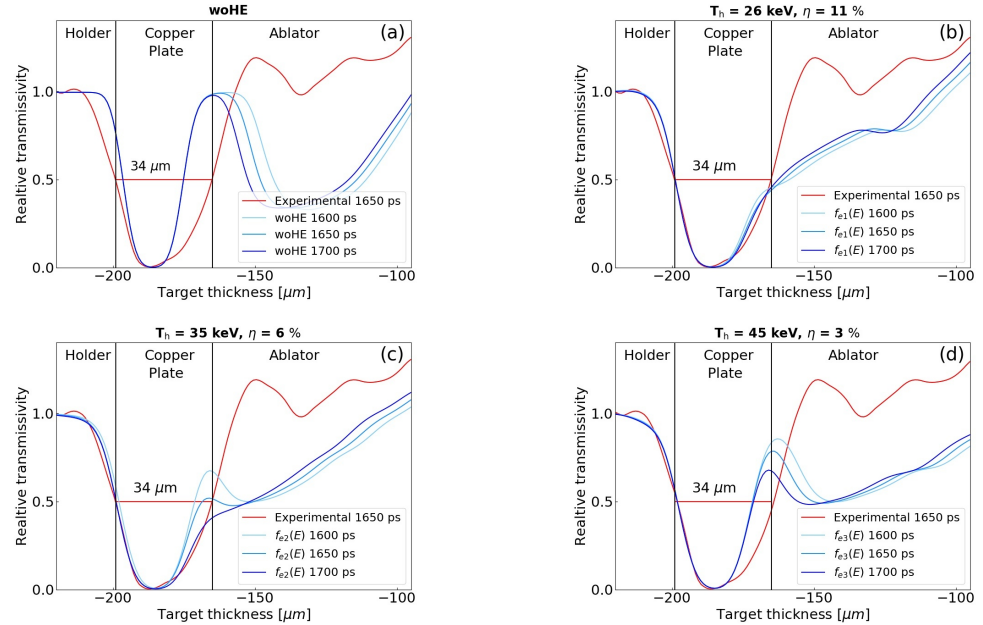 woHE
Holder
Copper
Plate
Ablator
(a)
34 μm
Experimental 1650 ps
woHE 1600 ps
woHE 1650 ps
woHE 1700 ps
1.0
0.5
0.0
−200
−150
−100
Realtive transmissivity
Target thickness [μm]
Th = 26 keV, η = 11 %
Holder
Copper
Plate
Ablator
(b)
34 μm
Experimental 1650 ps
fe1(E) 1600 ps
fe1(E) 1650 ps
fe1(E) 1700 ps
1.0
0.5
0.0
−200
−150
−100
Realtive transmissivity
Target thickness [μm]
Th = 35 keV, η = 6 %
Holder
Copper
Plate
Ablator
(c)
34 μm
Experimental 1650 ps
fe2(E) 1600 ps
fe2(E) 1650 ps
fe2(E) 1700 ps
1.0
0.5
0.0
−200
−150
−100
Realtive transmissivity
Target thickness [μm]
Th = 45 keV, η = 3 %
Holder
Copper
Plate
Ablator
(d)
34 μm
Experimental 1650 ps
fe3(E) 1600 ps
fe3(E) 1650 ps
fe3(E) 1700 ps
1.0
0.5
0.0
−200
−150
−100
Realtive transmissivity
Target thickness [μm]